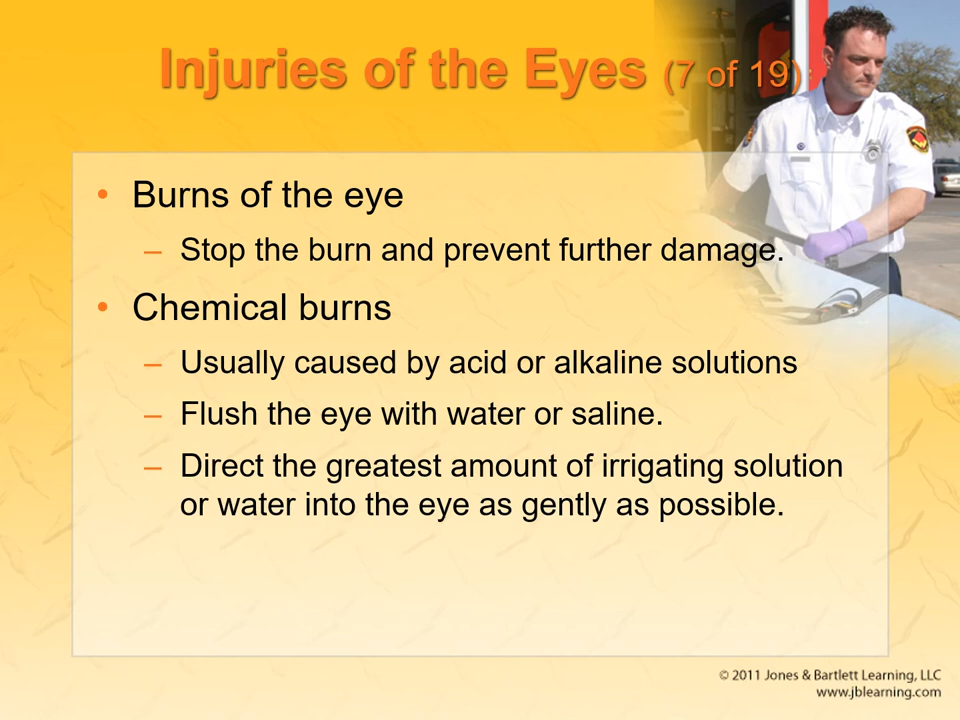 Injuries of the Eyes (7 of 19)
• Burns of the eye
– Stop the burn and prevent further damage.
• Chemical burns
– Usually caused by acid or alkaline solutions
– Flush the eye with water or saline.
– Direct the greatest amount of irrigating solution
or water into the eye as gently as possible.
© 2011 Jones & Bartlett Learning, LLC
www.jblearning.com